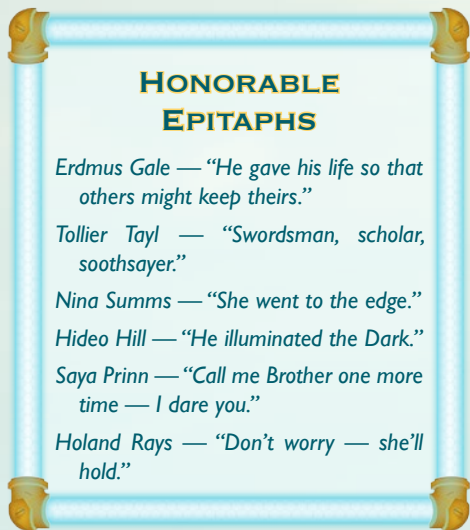 HONORABLE
EPITAPHS
Erdmus Gale — “He gave his life so that
others might keep theirs.”
Tollier Tayl — “Swordsman, scholar,
soothsayer.”
Nina Summs — “She went to the edge.”
Hideo Hill — “He illuminated the Dark.”
Saya Prinn — “Call me Brother one more
time — I dare you.”
Holand Rays — “Don’t worry — she’ll
hold.”